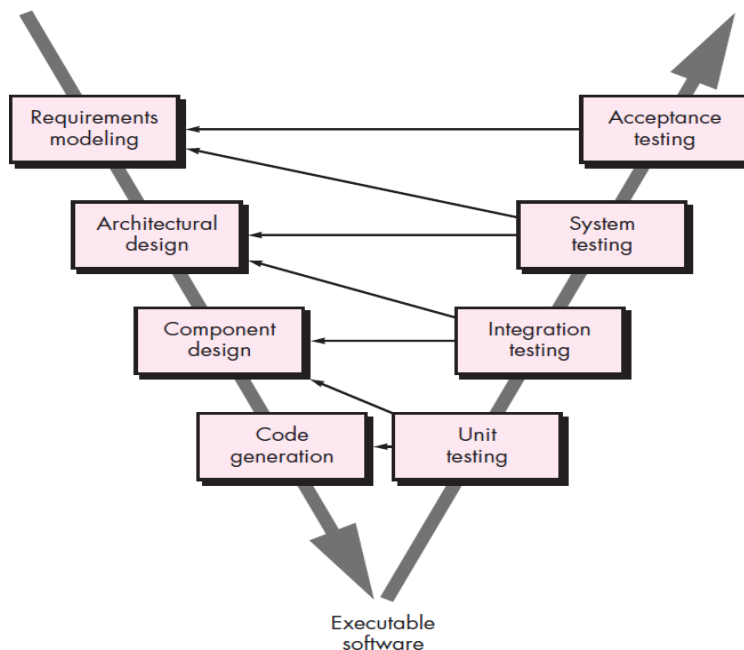 Requirements
modeling
Acceptance
testing
Architectural
design
System
testing
Component
design
Integration
testing
Code
generation
Unit
testing
Executable
software